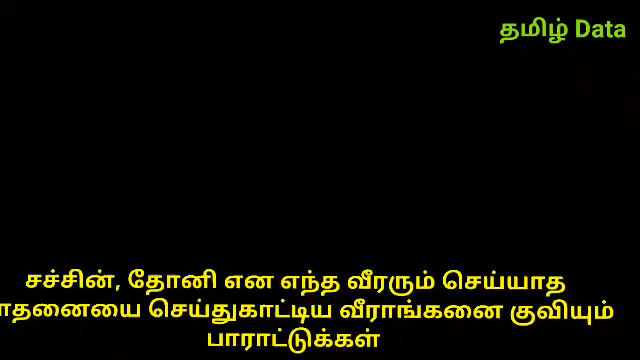 தமிழ் Data
சச்சின், தோனி என எந்த வீரரும் செய்யாத
செய்துகாட்டிய வீராங்கனை குவியும்
பாராட்டுக்கள்